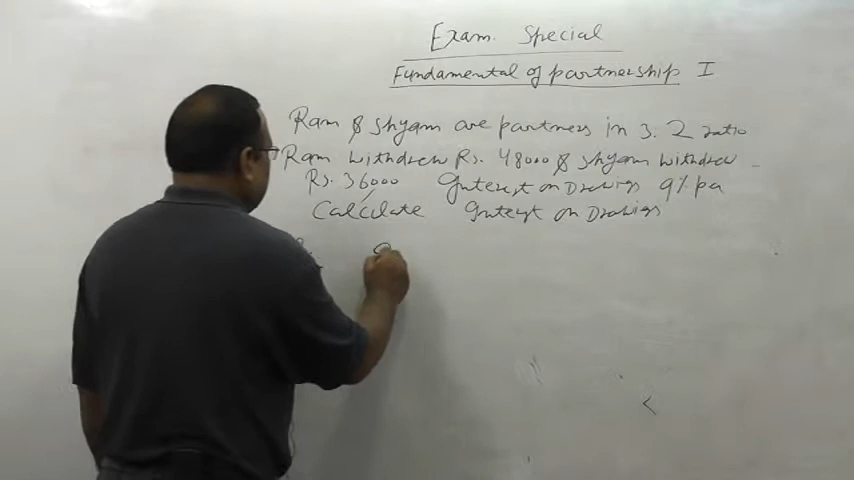 Exam. Special
Fundamental of partnership I
Ram & Shyam are partners in 3:2 ratio
Ram withdrew Rs. 48000 & Shyam withdrew
Rs. 36000 Interest on Drawings 9% pa
Calculate Interest on Drawings